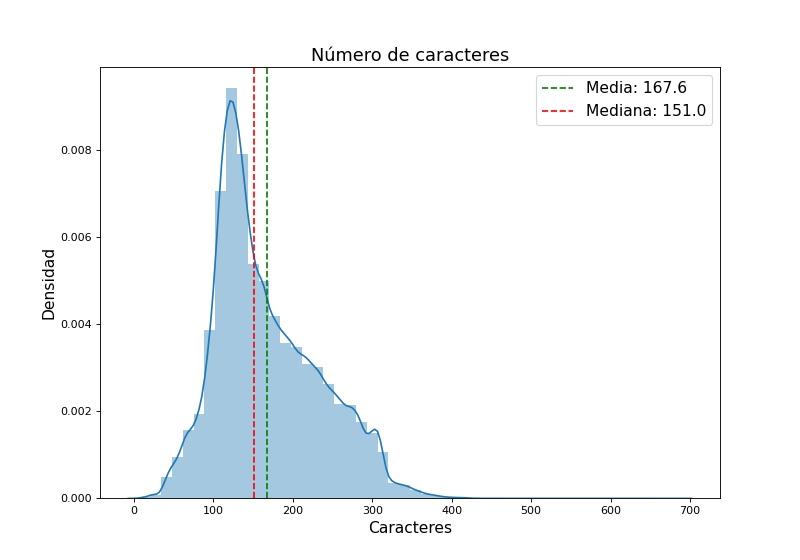 Número de caracteres
Media: 167.6
Mediana: 151.0
Densidad
0.008
0.006
0.004
0.002
0.000
0 100 200 300 400 500 600 700
Caracteres